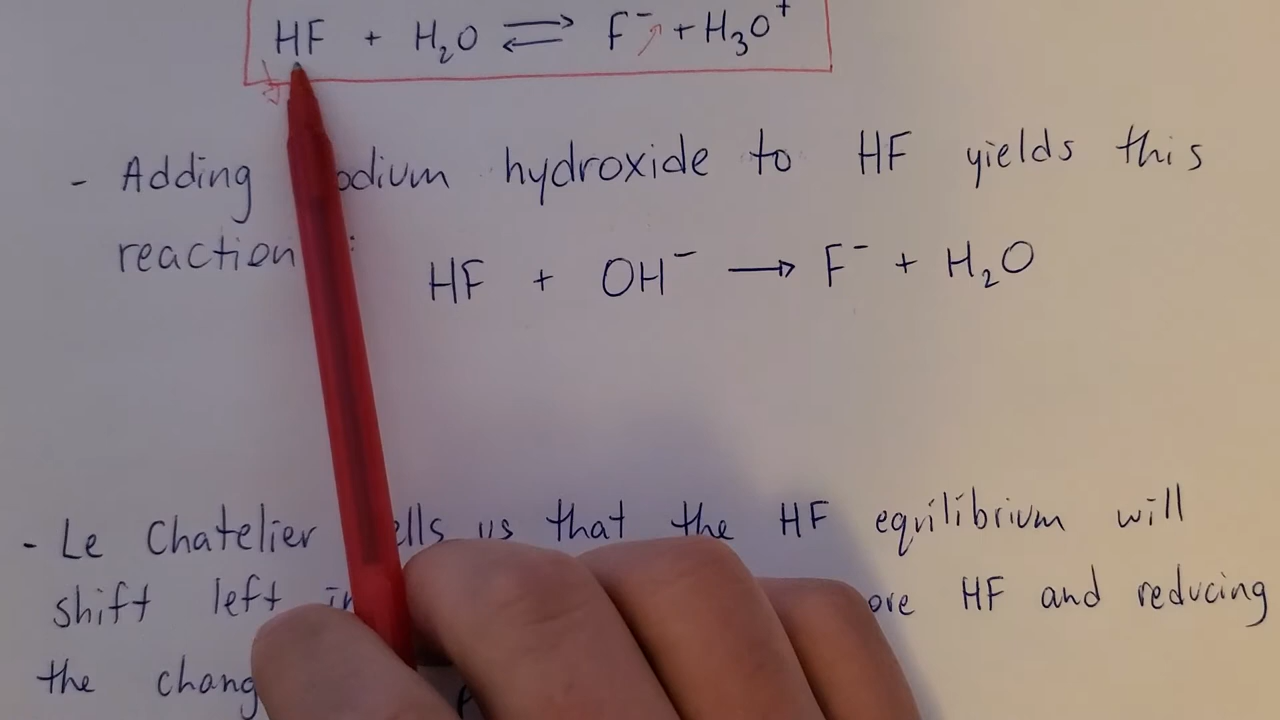 HF + H₂O ⇌ F⁻ + H₃O⁺
- Adding odium hydroxide to HF yields this
reaction :
HF + OH⁻ → F⁻ + H₂O
- Le Chatelier ells us that the HF equilibrium will
shift left in ore HF and reducing
the chang